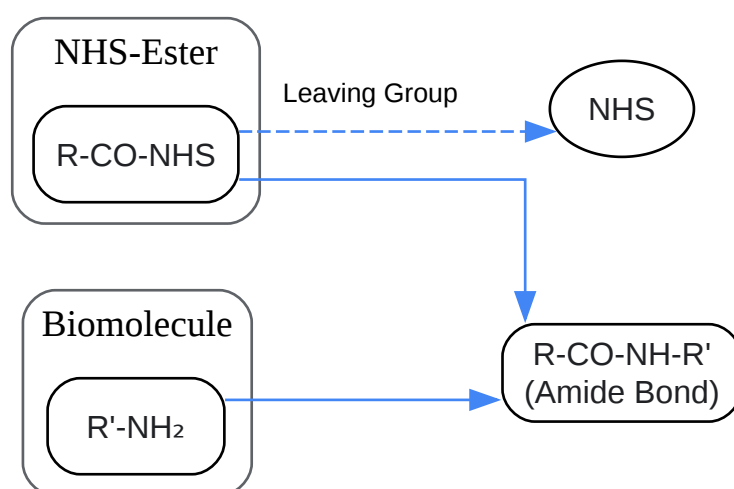 NHS-Ester
R-CO-NHS
Leaving Group
NHS
Biomolecule
R'-NH₂
R-CO-NH-R'
(Amide Bond)